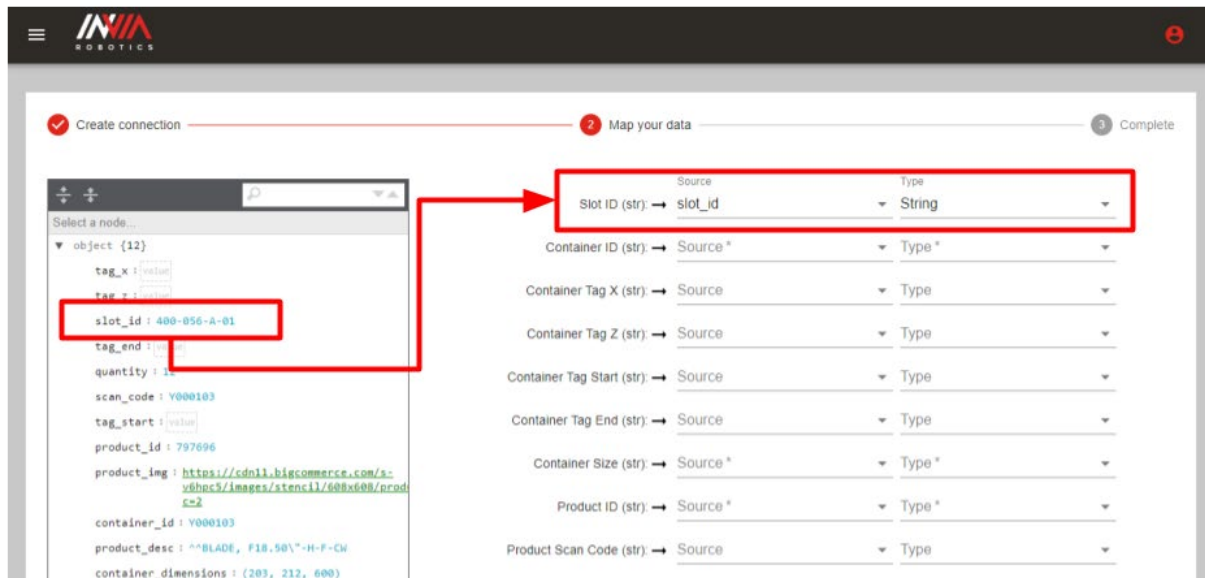 INVIA
ROBOTICS
Create connection
2 Map your data
3 Complete
Select a node...
object {12}
tag_x : value
tag_z : value
slot_id : 400-056-A-01
tag_end :
quantity :
scan_code : Y000103
tag_start : value
product_id : 797696
product_img : https://cdn11.bigcommerce.com/s-
v6hpc5/images/stencil/608x608/prod
c=2
container_id : Y000103
product_desc : ^^BLADE, F18.50\"-H-F-CW
container_dimensions : (203, 212, 600)
Source Type
Slot ID (str): → slot_id String
Container ID (str): → Source * Type *
Container Tag X (str): → Source Type
Container Tag Z (str): → Source Type
Container Tag Start (str): → Source Type
Container Tag End (str): → Source Type
Container Size (str): → Source * Type *
Product ID (str): → Source * Type *
Product Scan Code (str): → Source Type